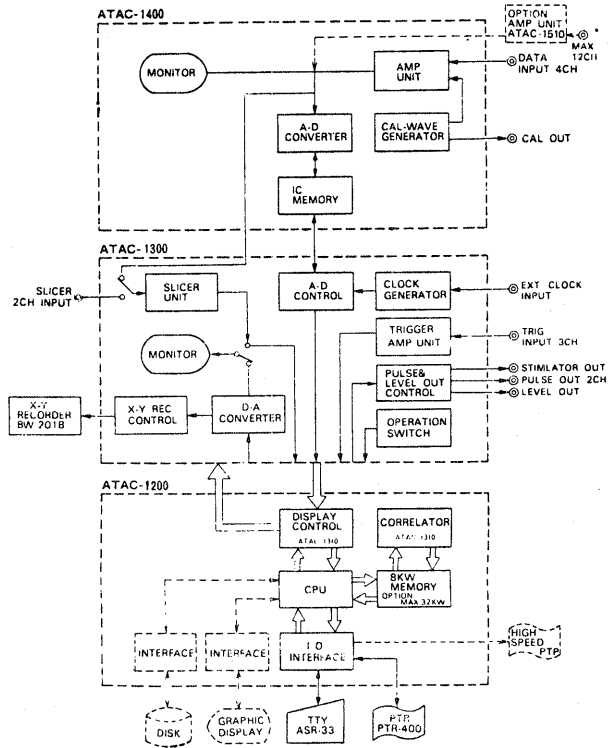 ATAC-1400
OPTION
AMP UNIT
ATAC-1510
MAX
12CH
MONITOR
AMP
UNIT
DATA
INPUT 4CH
A-D
CONVERTER
CAL-WAVE
GENERATOR
CAL OUT
IC
MEMORY
ATAC-1300
SLICER
2CH INPUT
SLICER
UNIT
A-D
CONTROL
CLOCK
GENERATOR
EXT CLOCK
INPUT
TRIGGER
AMP UNIT
TRIG
INPUT 3CH
MONITOR
PULSE&
LEVEL OUT
CONTROL
STIMLATOR OUT
PULSE OUT 2CH
LEVEL OUT
X-Y
RECORDER
BW 201B
X-Y REC
CONTROL
D-A
CONVERTER
OPERATION
SWITCH
ATAC-1200
DISPLAY
CONTROL
ATAC 1310
CORRELATOR
ATAC 1310
CPU
8KW
MEMORY
OPTION
MAX 32KW
INTERFACE
INTERFACE
I O
INTERFACE
HIGH
SPEED
PTP
DISK
GRAPHIC
DISPLAY
TTY
ASR-33
PTR
PTR-400